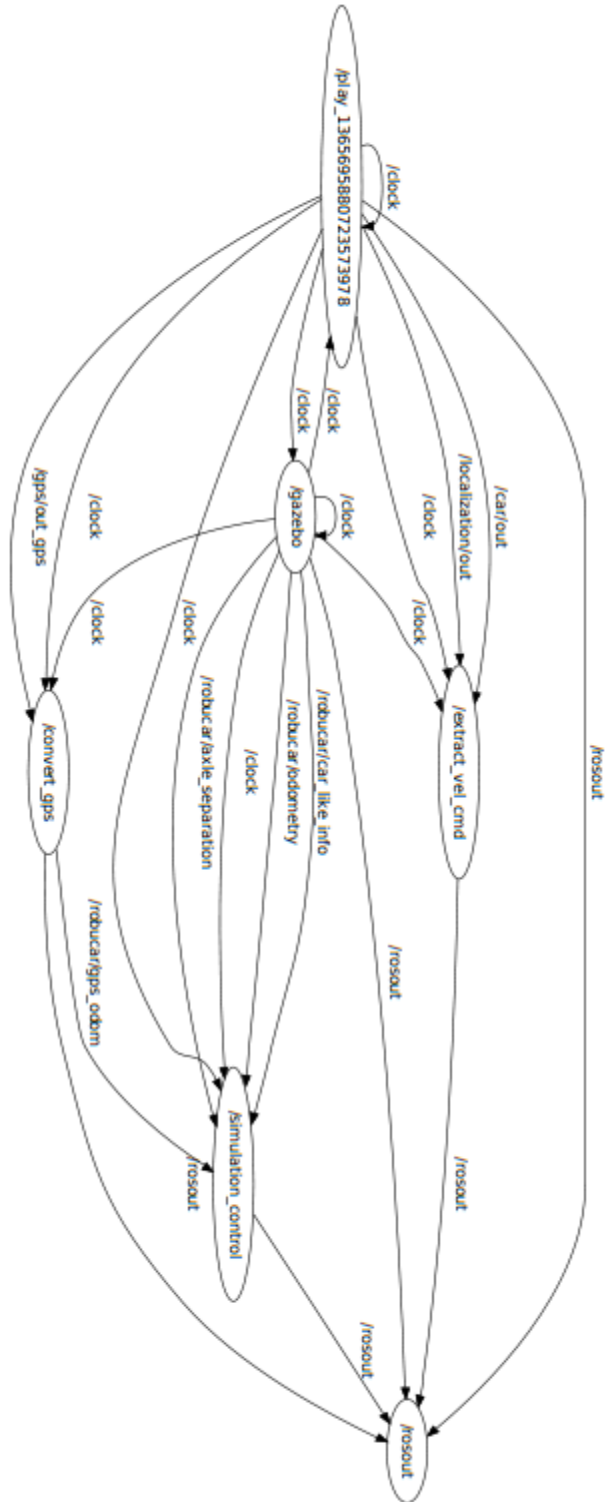 /play_1365695880723573978
/clock
/rosout
/car/out
/localization/out
/clock
/clock
/clock
/clock
/gps/out_gps
/gazebo
/clock
/clock
/clock
/clock
/extract_vel_cmd
/convert_gps
/robucar/car_like_info
/robucar/odometry
/clock
/robucar/axle_separation
/rosout
/robucar/gps_odom
/simulation_control
/rosout
/rosout
/rosout
/rosout